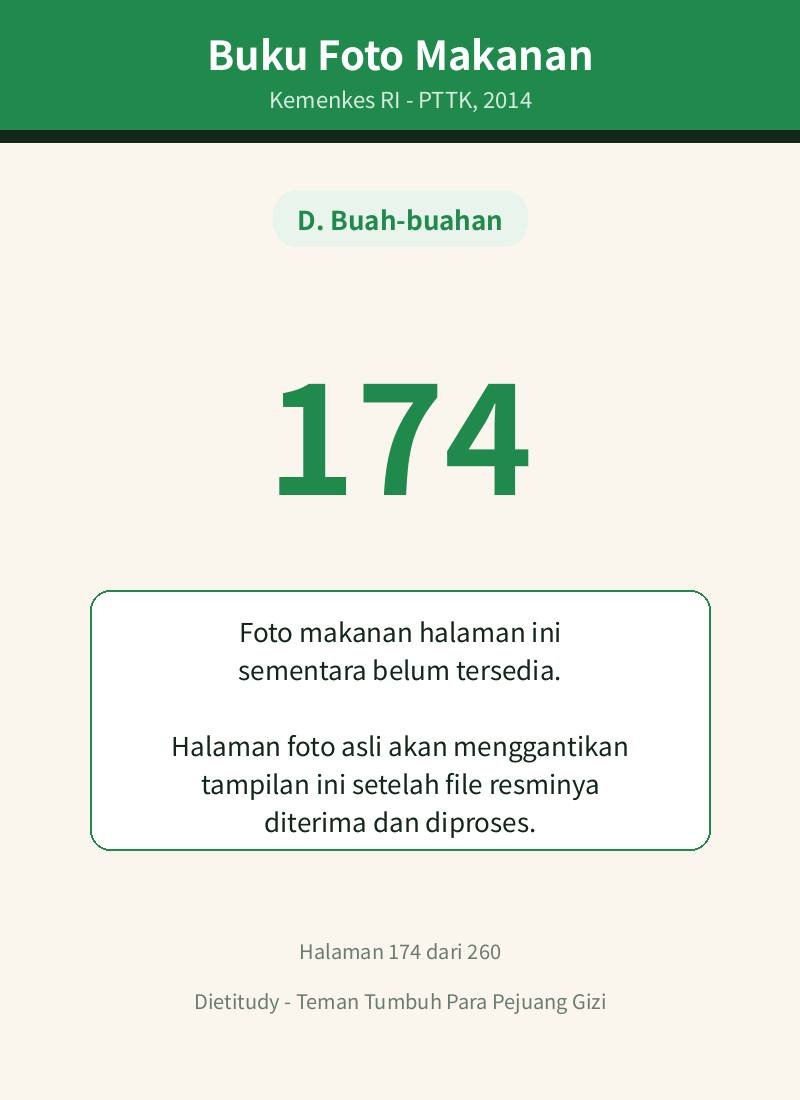 Buku Foto Makanan
Kemenkes RI - PTTK, 2014
D. Buah-buahan
174
Foto makanan halaman ini
sementara belum tersedia.
Halaman foto asli akan menggantikan
tampilan ini setelah file resminya
diterima dan diproses.
Halaman 174 dari 260
Dietitudy - Teman Tumbuh Para Pejuang Gizi